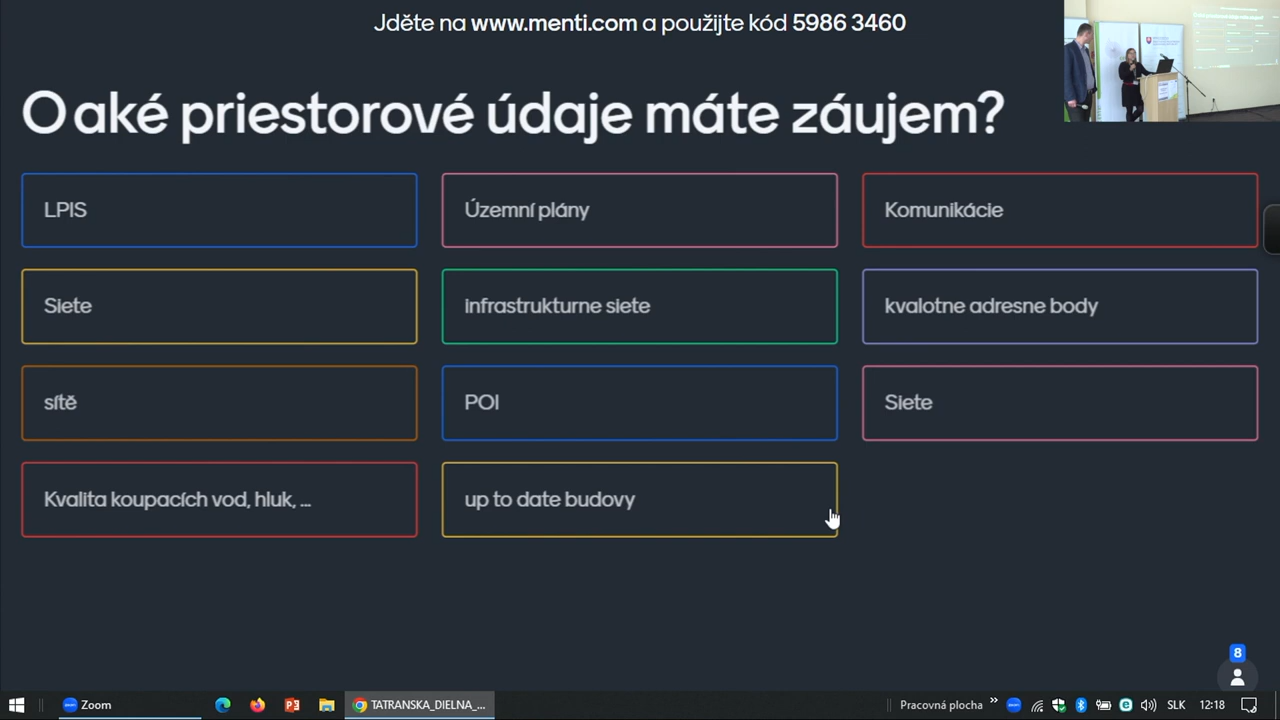 Jděte na www.menti.com a použijte kód 5986 3460
O aké priestorové údaje máte záujem?
LPIS
Územní plány
Komunikácie
Siete
infrastrukturne siete
kvalotne adresne body
sítě
POI
Siete
Kvalita koupacích vod, hluk, ...
up to date budovy
8
Zoom
TATRANSKA_DIELNA_...
Pracovná plocha
SLK
12:18